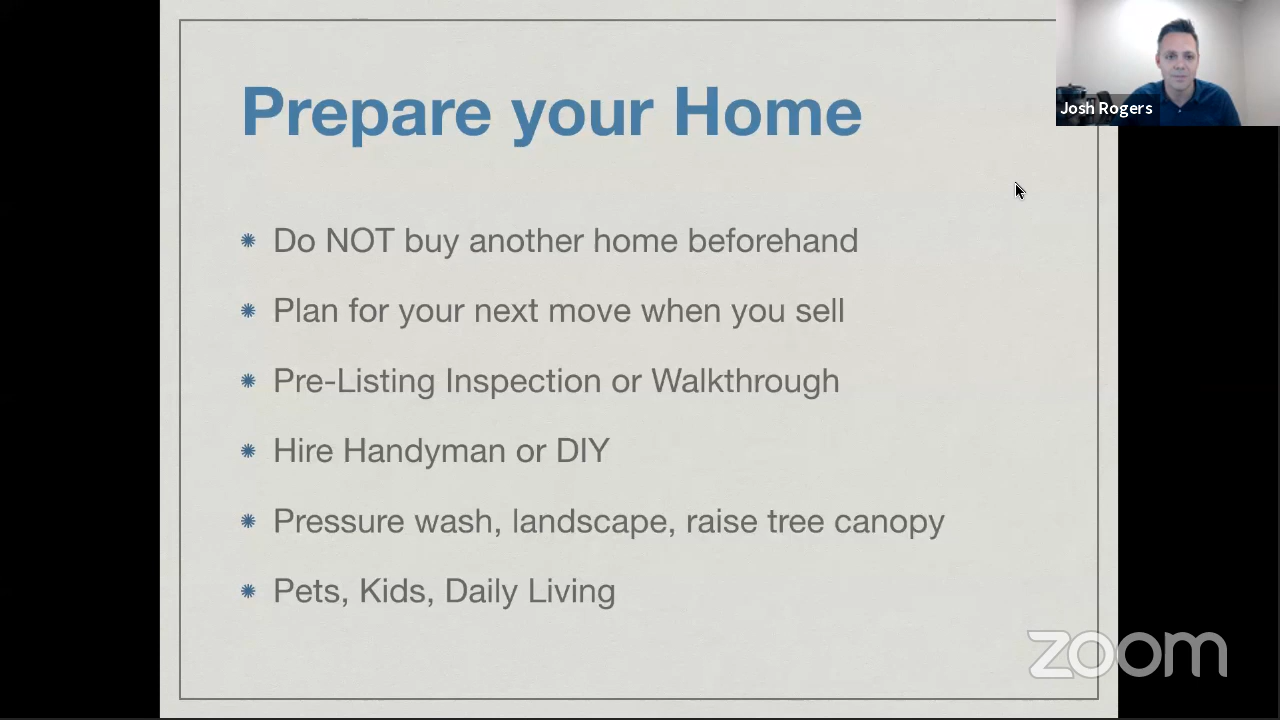 Prepare your Home
Josh Rogers
Do NOT buy another home beforehand
Plan for your next move when you sell
Pre-Listing Inspection or Walkthrough
Hire Handyman or DIY
Pressure wash, landscape, raise tree canopy
Pets, Kids, Daily Living
zoom